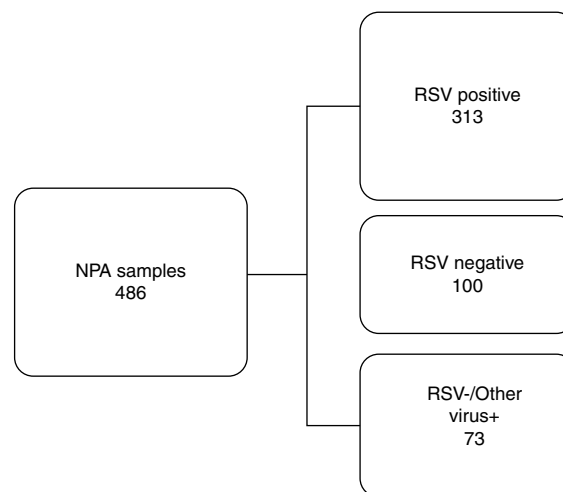 NPA samples
486
RSV positive
313
RSV negative
100
RSV-/Other
virus+
73